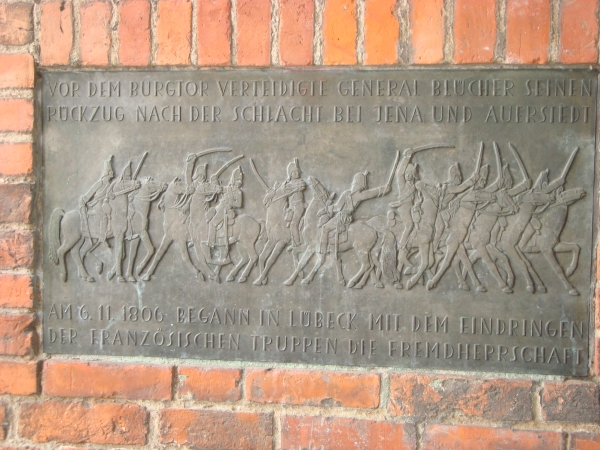 VOR DEM BURGTOR VERTEIDIGTE GENERAL BLÜCHER SEINEN
RÜCKZUG NACH DER SCHLACHT BEI JENA UND AUERSTEDT
AM 6. 11. 1806 BEGANN IN LÜBECK MIT DEM EINDRINGEN
DER FRANZÖSISCHEN TRUPPEN DIE FREMDHERRSCHAFT